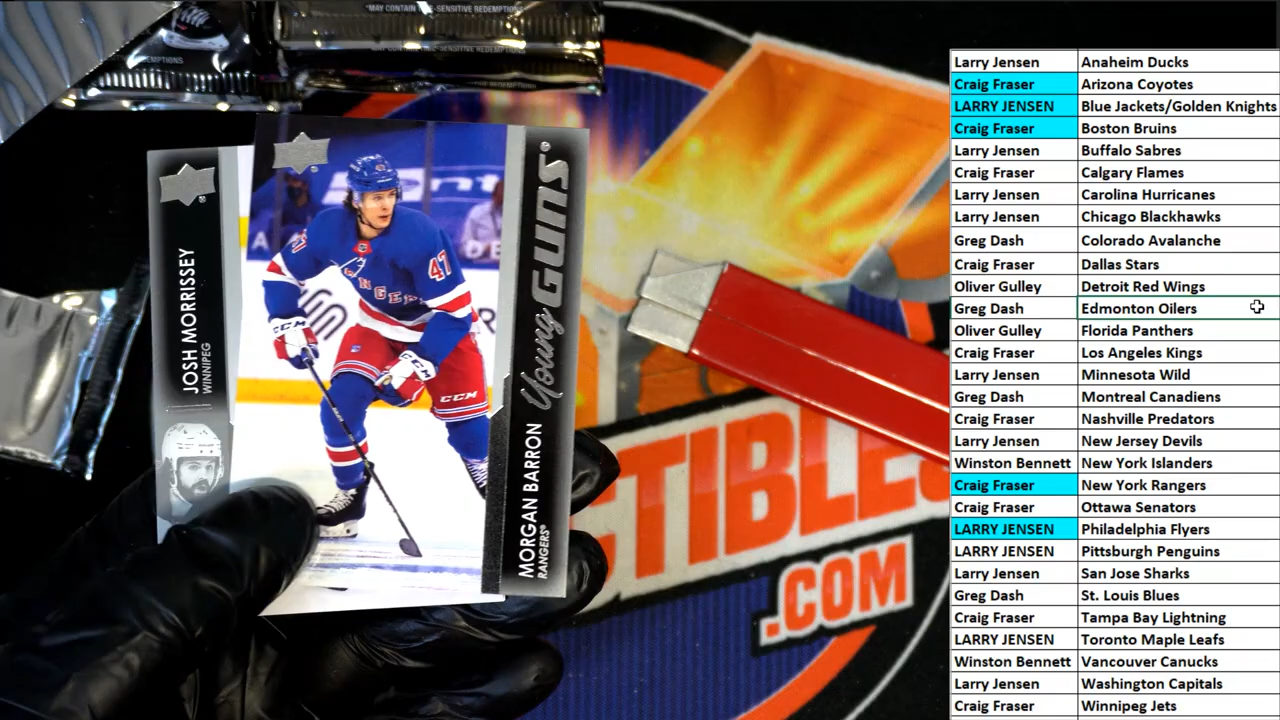 *MAY CONTAIN TIME-SENSITIVE REDEMPTIONS
JOSH MORRISSEY
WINNIPEG
Young GUNS
MORGAN BARRON
RANGERS
47
CCM
CCM
.COM
Larry Jensen Anaheim Ducks
Craig Fraser Arizona Coyotes
LARRY JENSEN Blue Jackets/Golden Knights
Craig Fraser Boston Bruins
Larry Jensen Buffalo Sabres
Craig Fraser Calgary Flames
Larry Jensen Carolina Hurricanes
Larry Jensen Chicago Blackhawks
Greg Dash Colorado Avalanche
Craig Fraser Dallas Stars
Oliver Gulley Detroit Red Wings
Greg Dash Edmonton Oilers
Oliver Gulley Florida Panthers
Craig Fraser Los Angeles Kings
Larry Jensen Minnesota Wild
Greg Dash Montreal Canadiens
Craig Fraser Nashville Predators
Larry Jensen New Jersey Devils
Winston Bennett New York Islanders
Craig Fraser New York Rangers
Craig Fraser Ottawa Senators
LARRY JENSEN Philadelphia Flyers
LARRY JENSEN Pittsburgh Penguins
Larry Jensen San Jose Sharks
Greg Dash St. Louis Blues
Craig Fraser Tampa Bay Lightning
LARRY JENSEN Toronto Maple Leafs
Winston Bennett Vancouver Canucks
Larry Jensen Washington Capitals
Craig Fraser Winnipeg Jets